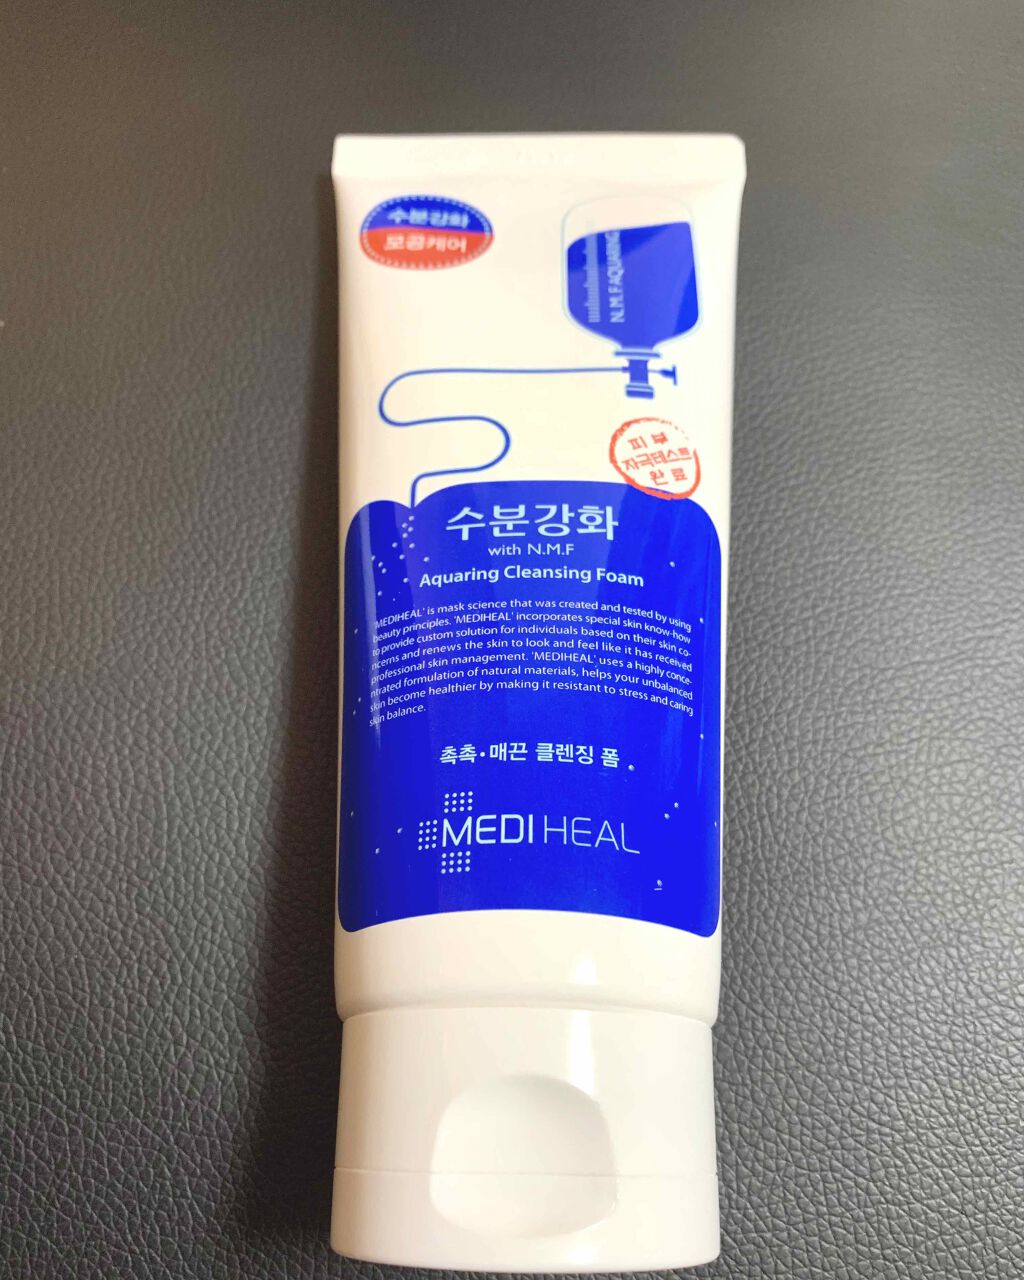 수분강화
모공케어
N.M.F AQUARING
피부
자극테스트
완료
수분강화
with N.M.F
Aquaring Cleansing Foam
'MEDIHEAL' is mask science that was created and tested by using
beauty principles. 'MEDIHEAL' incorporates special skin know-how
to provide custom solution for individuals based on their skin co-
ncerns and renews the skin to look and feel like it has received
professional skin management. 'MEDIHEAL' uses a highly conce-
ntrated formulation of natural materials, helps your unbalanced
skin become healthier by making it resistant to stress and caring
skin balance.
촉촉·매끈 클렌징 폼
MEDIHEAL